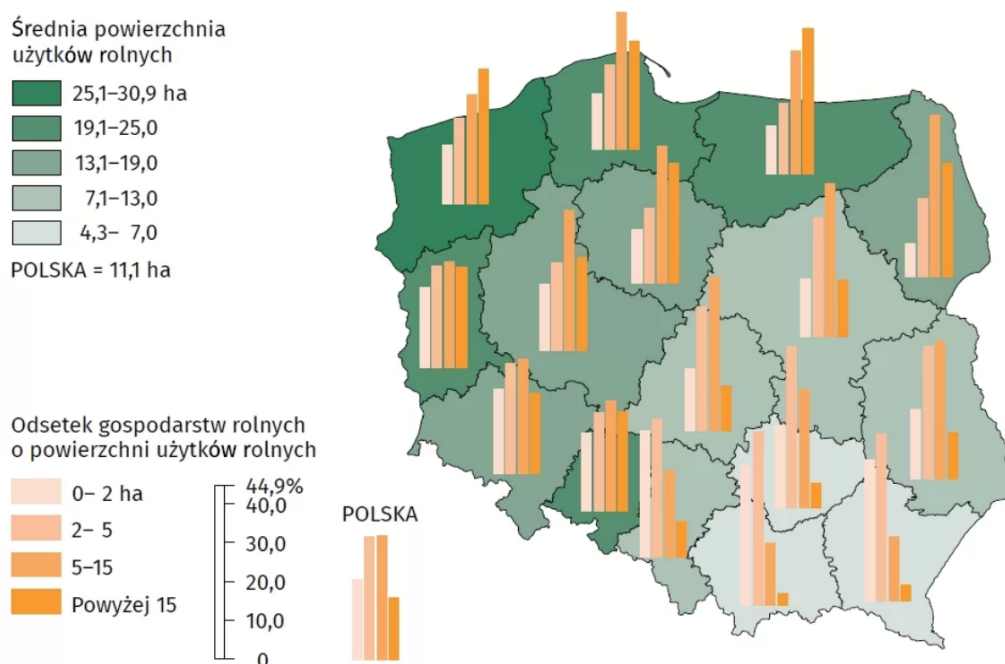 Średnia powierzchnia
użytków rolnych
25,1–30,9 ha
19,1–25,0
13,1–19,0
7,1–13,0
4,3– 7,0
POLSKA = 11,1 ha
Odsetek gospodarstw rolnych
o powierzchni użytków rolnych
0– 2 ha
2– 5
5–15
Powyżej 15
44,9%
40,0
30,0
20,0
10,0
0
POLSKA